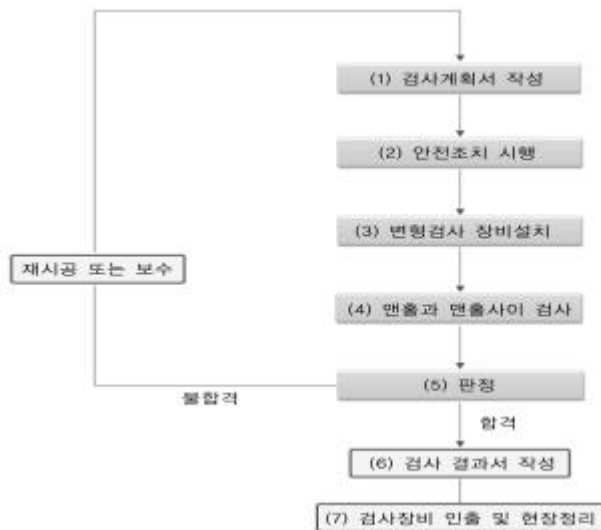 (1) 검사계획서 작성
(2) 안전조치 시행
(3) 변형검사 장비설치
재시공 또는 보수
(4) 맨홀과 맨홀사이 검사
(5) 판정
불합격
합격
(6) 검사 결과서 작성
(7) 검사장비 인출 및 현장정리